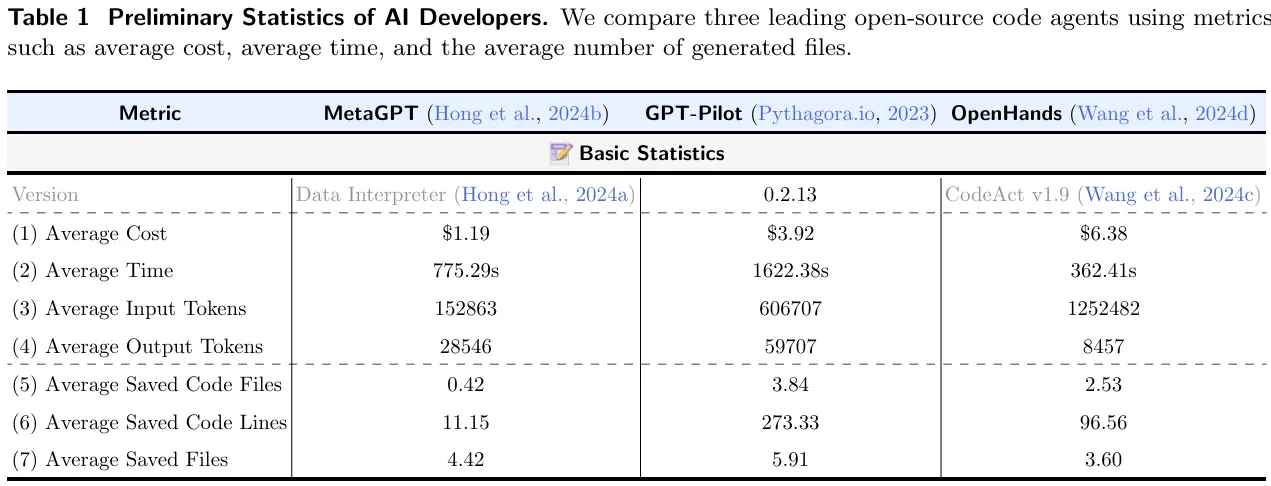 Table 1 Preliminary Statistics of AI Developers. We compare three leading open-source code agents using metrics
such as average cost, average time, and the average number of generated files.
Metric MetaGPT (Hong et al., 2024b) GPT-Pilot (Pythagora.io, 2023) OpenHands (Wang et al., 2024d)
Basic Statistics
Version Data Interpreter (Hong et al., 2024a) 0.2.13 CodeAct v1.9 (Wang et al., 2024c)
(1) Average Cost $1.19 $3.92 $6.38
(2) Average Time 775.29s 1622.38s 362.41s
(3) Average Input Tokens 152863 606707 1252482
(4) Average Output Tokens 28546 59707 8457
(5) Average Saved Code Files 0.42 3.84 2.53
(6) Average Saved Code Lines 11.15 273.33 96.56
(7) Average Saved Files 4.42 5.91 3.60